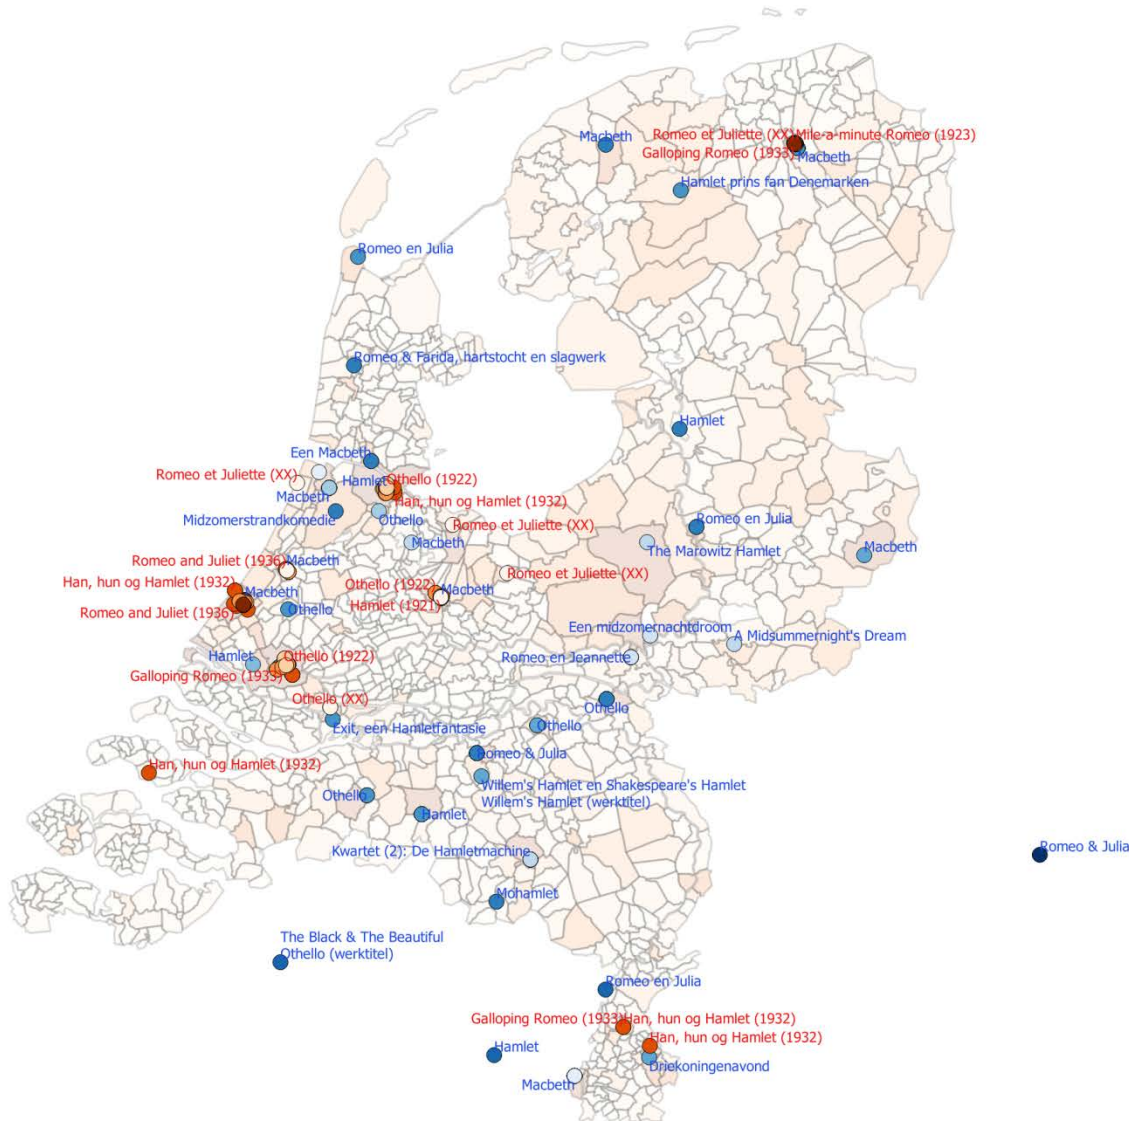 Romeo et Juliette (XX)
Mile-a-minute Romeo (1923)
Macbeth
Galloping Romeo (1933)
Macbeth
Hamlet prins fan Denemarken
Romeo en Julia
Romeo & Farida, hartstocht en slagwerk
Hamlet
Een Macbeth
Romeo et Juliette (XX)
Hamlet
Othello (1922)
Macbeth
Han, hun og Hamlet (1932)
Midzomerstrandkomedie
Othello
Romeo et Juliette (XX)
Romeo en Julia
Macbeth
The Marowitz Hamlet
Macbeth
Romeo and Juliet (1936)
Macbeth
Romeo et Juliette (XX)
Han, hun og Hamlet (1932)
Macbeth
Othello (1922)
Macbeth
Hamlet (1921)
Romeo and Juliet (1936)
Othello
Een midzomernachtdroom
A Midsummernight's Dream
Hamlet
Othello (1922)
Romeo en Jeannette
Galloping Romeo (1933)
Othello (XX)
Othello
Exit, een Hamletfantasie
Othello
Romeo & Julia
Han, hun og Hamlet (1932)
Willem's Hamlet en Shakespeare's Hamlet
Othello
Willem's Hamlet (werktitel)
Hamlet
Kwartet (2): De Hamletmachine
Romeo & Julia
Mohamlet
The Black & The Beautiful
Othello (werktitel)
Romeo en Julia
Galloping Romeo (1933)
Han, hun og Hamlet (1932)
Han, hun og Hamlet (1932)
Hamlet
Driekoningenavond
Macbeth